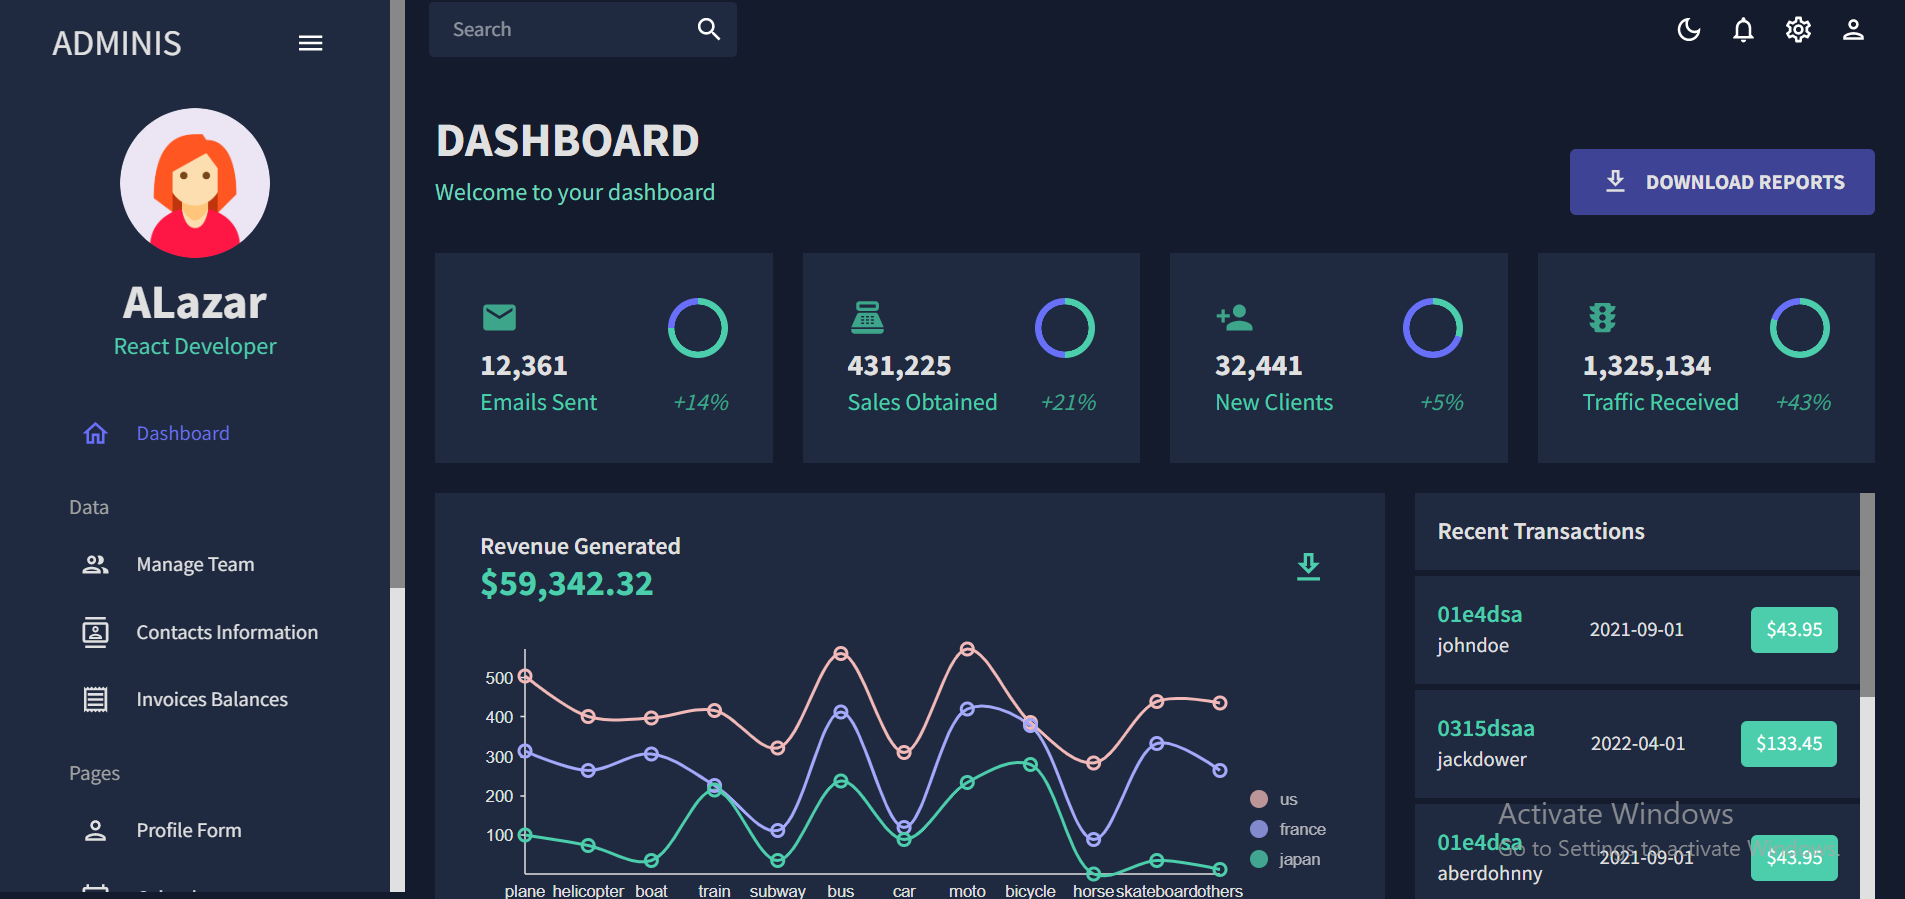 ADMINIS
ALazar
React Developer
Dashboard
Data
Manage Team
Contacts Information
Invoices Balances
Pages
Profile Form
Search
DASHBOARD
Welcome to your dashboard
DOWNLOAD REPORTS
12,361
Emails Sent
+14%
431,225
Sales Obtained
+21%
32,441
New Clients
+5%
1,325,134
Traffic Received
+43%
Revenue Generated
$59,342.32
500
400
300
200
100
plane helicopter boat train subway bus car moto bicycle horse skateboard others
us
france
japan
Recent Transactions
01e4dsa
johndoe
2021-09-01
$43.95
0315dsaa
jackdower
2022-04-01
$133.45
01e4dsa
aberdohnny
2021-09-01
$43.95
Activate Windows
Go to Settings to activate Windows.